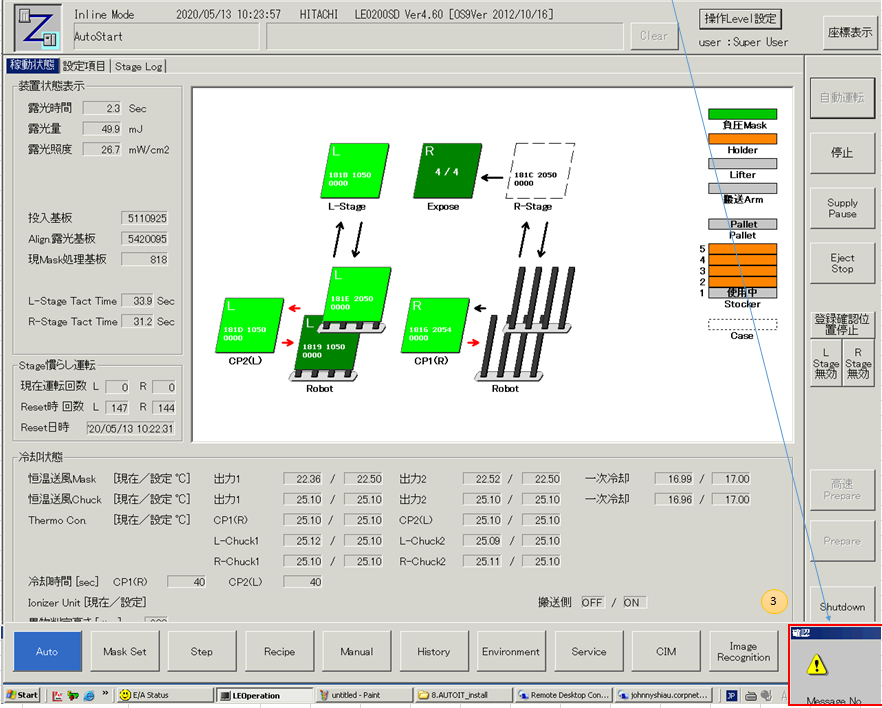 Inline Mode 2020/05/13 10:23:57 HITACHI LE0200SD Ver4.60 [OS9Ver 2012/10/16]
AutoStart
Clear
操作Level設定
user : Super User
座標表示
稼動状態 設定項目 Stage Log
装置状態表示
露光時間 2.3 Sec
露光量 49.9 mJ
露光照度 26.7 mW/cm2
投入基板 5110925
Align.露光基板 5420095
現Mask処理基板 818
L-Stage Tact Time 33.9 Sec
R-Stage Tact Time 31.2 Sec
Stage慣らし運転
現在運転回数 L 0 R 0
Reset時 回数 L 147 R 144
Reset日時 '20/05/13 10:22:31
L
181B 1050
0000
L-Stage
R
4 / 4
Expose
181C 2050
0000
R-Stage
L
181E 2050
0000
L
181D 1050
0000
CP2(L)
L
1819 1050
0000
Robot
R
1816 2054
0000
CP1(R)
Robot
負圧Mask
Holder
Lifter
搬送Arm
Pallet
Pallet
5
4
3
2
1 使用中
Stocker
Case
自動運転
停止
Supply
Pause
Eject
Stop
登録確認位
置停止
L
Stage
無効
R
Stage
無効
高速
Prepare
Prepare
Shutdown
冷却状態
恒温送風Mask [現在／設定 ℃] 出力1 22.36 / 22.50 出力2 22.52 / 22.50 一次冷却 16.99 / 17.00
恒温送風Chuck [現在／設定 ℃] 出力1 25.10 / 25.10 出力2 25.10 / 25.10 一次冷却 16.96 / 17.00
Thermo Con. [現在／設定 ℃] CP1(R) 25.10 / 25.10 CP2(L) 25.10 / 25.10
L-Chuck1 25.12 / 25.10 L-Chuck2 25.09 / 25.10
R-Chuck1 25.10 / 25.10 R-Chuck2 25.11 / 25.10
冷却時間 [sec] CP1(R) 40 CP2(L) 40
Ionizer Unit [現在／設定] 搬送側 OFF / ON
3
Auto
Mask Set
Step
Recipe
Manual
History
Environment
Service
CIM
Image
Recognition
確認
Message No
Start » E/A Status LEOperation untitled - Paint 8.AUTOIT_install Remote Desktop Con... johnnyshiau.corpnet... JP